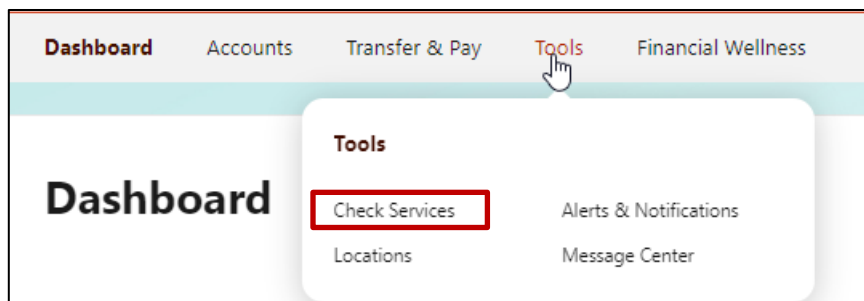 Dashboard Accounts Transfer & Pay Tools Financial Wellness
Tools
Dashboard
Check Services Alerts & Notifications
Locations Message Center